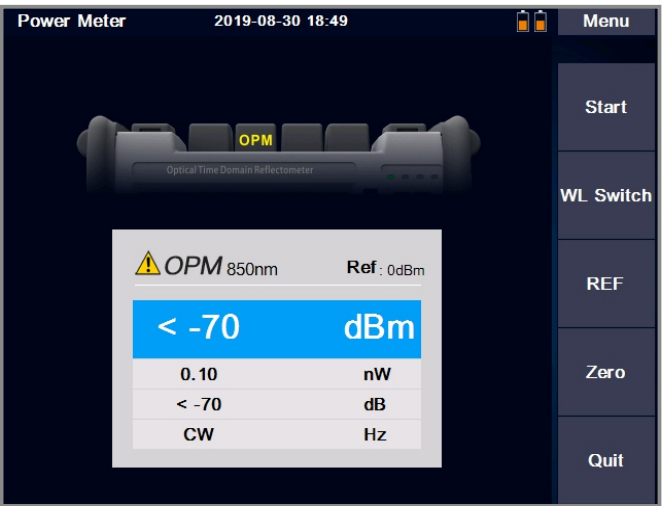 Power Meter 2019-08-30 18:49 Menu
Start
OPM
Optical Time Domain Reflectometer
WL Switch
OPM 850nm Ref: 0dBm
REF
< -70 dBm
0.10 nW
Zero
< -70 dB
CW Hz
Quit